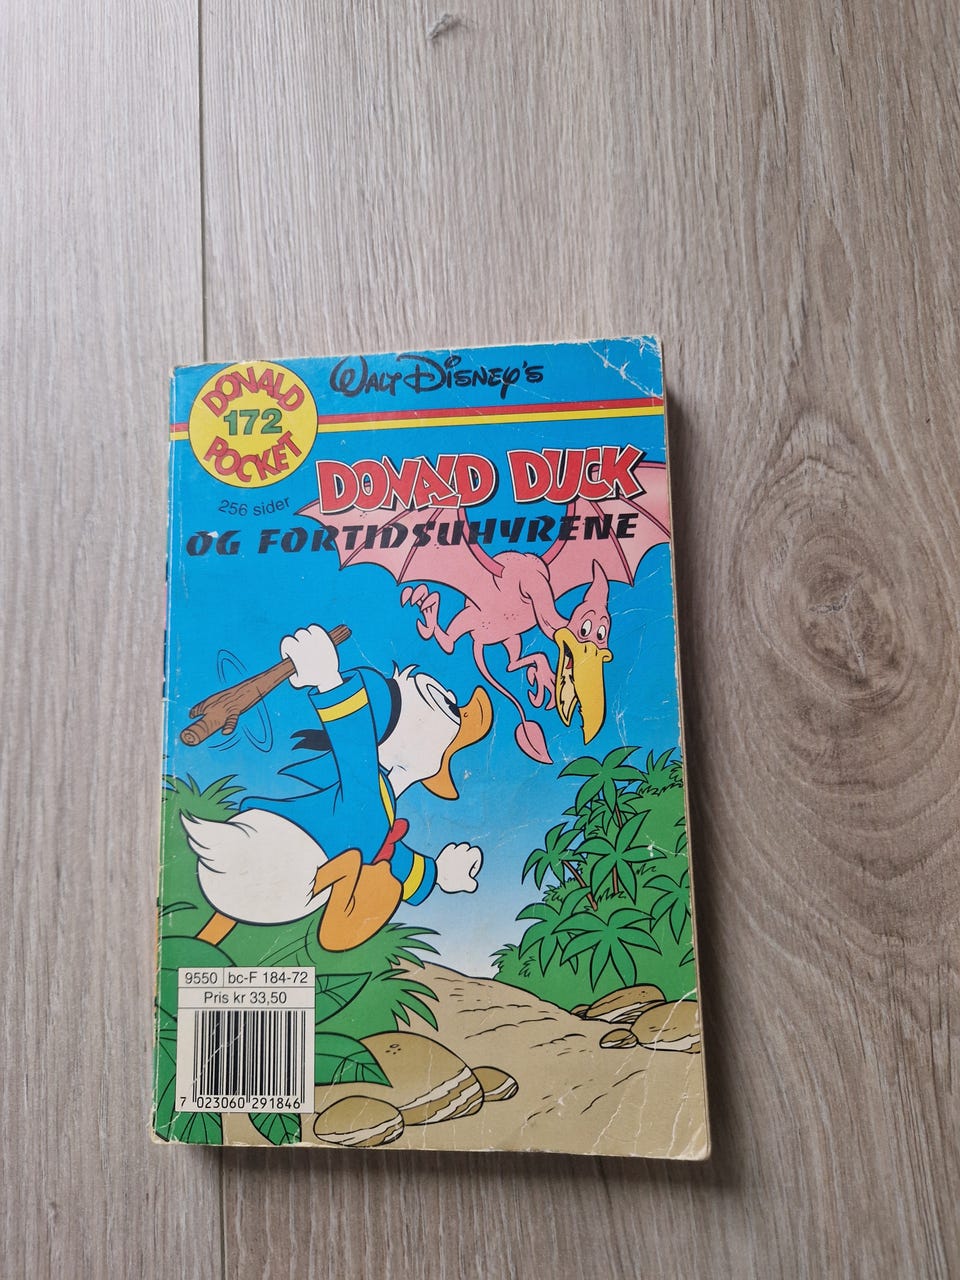 WALT DISNEY'S
DONALD
172
POCKET
256 sider
DONALD DUCK
OG FORTIDSUHYRENE
9550 bc-F 184-72
Pris kr 33,50
7 023060 291846